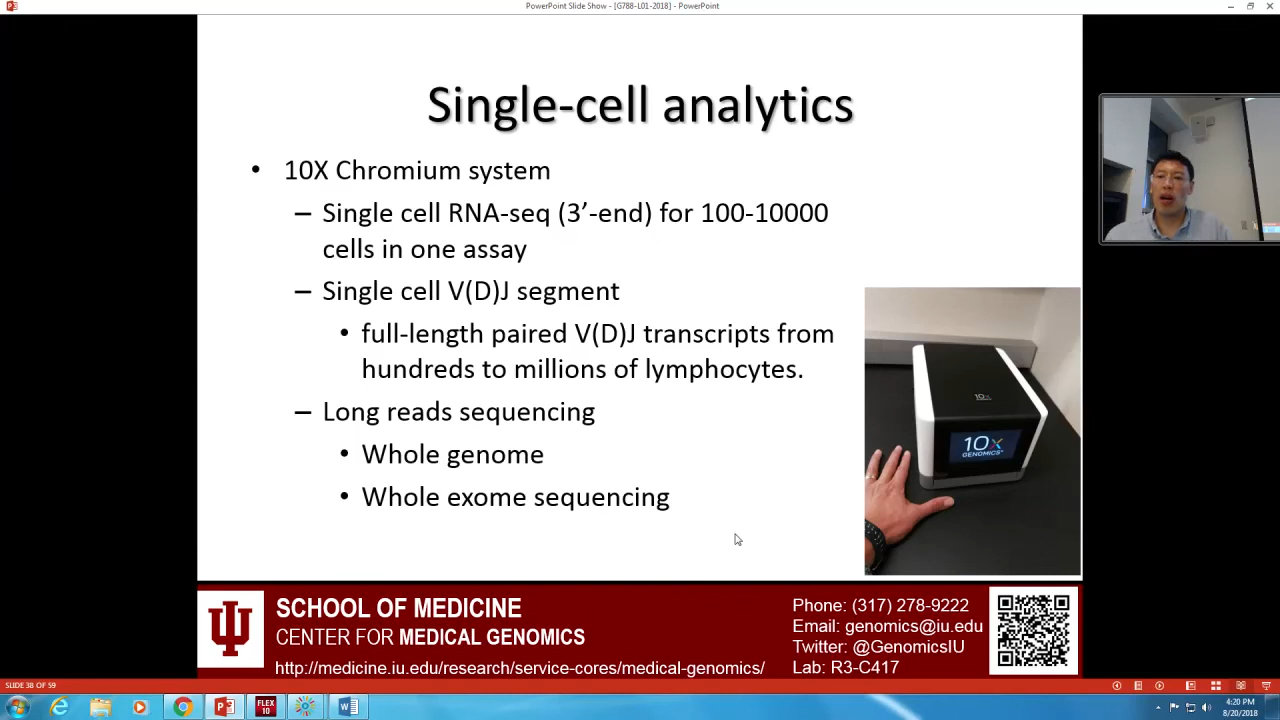 PowerPoint Slide Show - [G788-L01-2018] - PowerPoint
Single-cell analytics
• 10X Chromium system
– Single cell RNA-seq (3’-end) for 100-10000
cells in one assay
– Single cell V(D)J segment
• full-length paired V(D)J transcripts from
hundreds to millions of lymphocytes.
– Long reads sequencing
• Whole genome
• Whole exome sequencing
10x
10x
GENOMICS
SCHOOL OF MEDICINE
CENTER FOR MEDICAL GENOMICS
http://medicine.iu.edu/research/service-cores/medical-genomics/
Phone: (317) 278-9222
Email: genomics@iu.edu
Twitter: @GenomicsIU
Lab: R3-C417
SLIDE 38 OF 59
FLEX
10
4:20 PM
8/20/2018